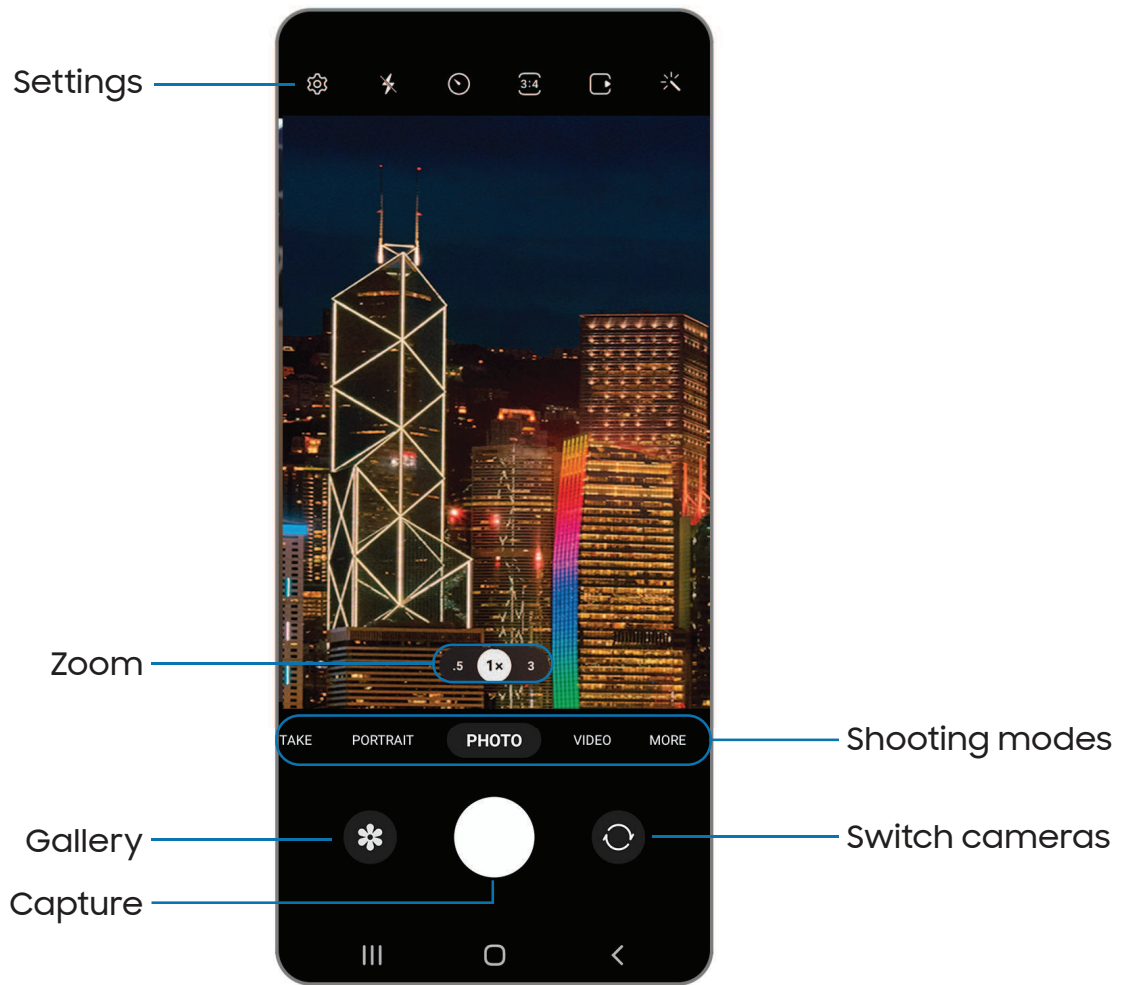 Settings
3:4
Zoom
.5 1× 3
TAKE PORTRAIT PHOTO VIDEO MORE
Shooting modes
Gallery
Switch cameras
Capture